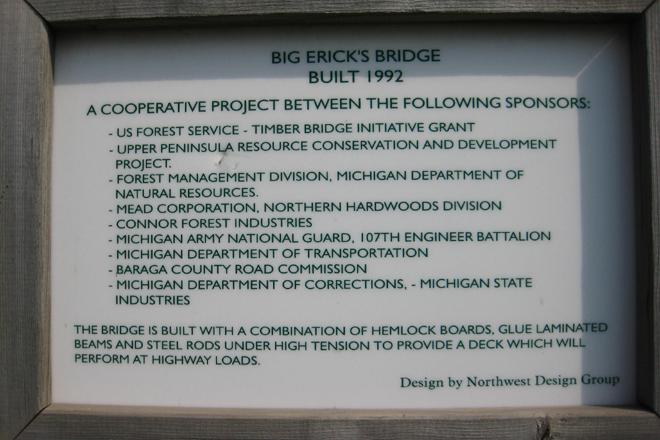 BIG ERICK'S BRIDGE
BUILT 1992
A COOPERATIVE PROJECT BETWEEN THE FOLLOWING SPONSORS:
- US FOREST SERVICE - TIMBER BRIDGE INITIATIVE GRANT
- UPPER PENINSULA RESOURCE CONSERVATION AND DEVELOPMENT
PROJECT.
- FOREST MANAGEMENT DIVISION, MICHIGAN DEPARTMENT OF
NATURAL RESOURCES.
- MEAD CORPORATION, NORTHERN HARDWOODS DIVISION
- CONNOR FOREST INDUSTRIES
- MICHIGAN ARMY NATIONAL GUARD, 107TH ENGINEER BATTALION
- MICHIGAN DEPARTMENT OF TRANSPORTATION
- BARAGA COUNTY ROAD COMMISSION
- MICHIGAN DEPARTMENT OF CORRECTIONS, - MICHIGAN STATE
INDUSTRIES
THE BRIDGE IS BUILT WITH A COMBINATION OF HEMLOCK BOARDS, GLUE LAMINATED
BEAMS AND STEEL RODS UNDER HIGH TENSION TO PROVIDE A DECK WHICH WILL
PERFORM AT HIGHWAY LOADS.
Design by Northwest Design Group